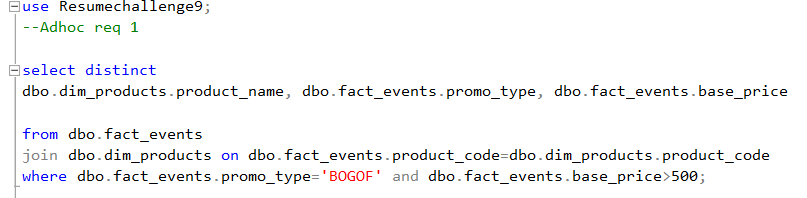 use Resumechallenge9;
--Adhoc req 1
select distinct
dbo.dim_products.product_name, dbo.fact_events.promo_type, dbo.fact_events.base_price
from dbo.fact_events
join dbo.dim_products on dbo.fact_events.product_code=dbo.dim_products.product_code
where dbo.fact_events.promo_type='BOGOF' and dbo.fact_events.base_price>500;